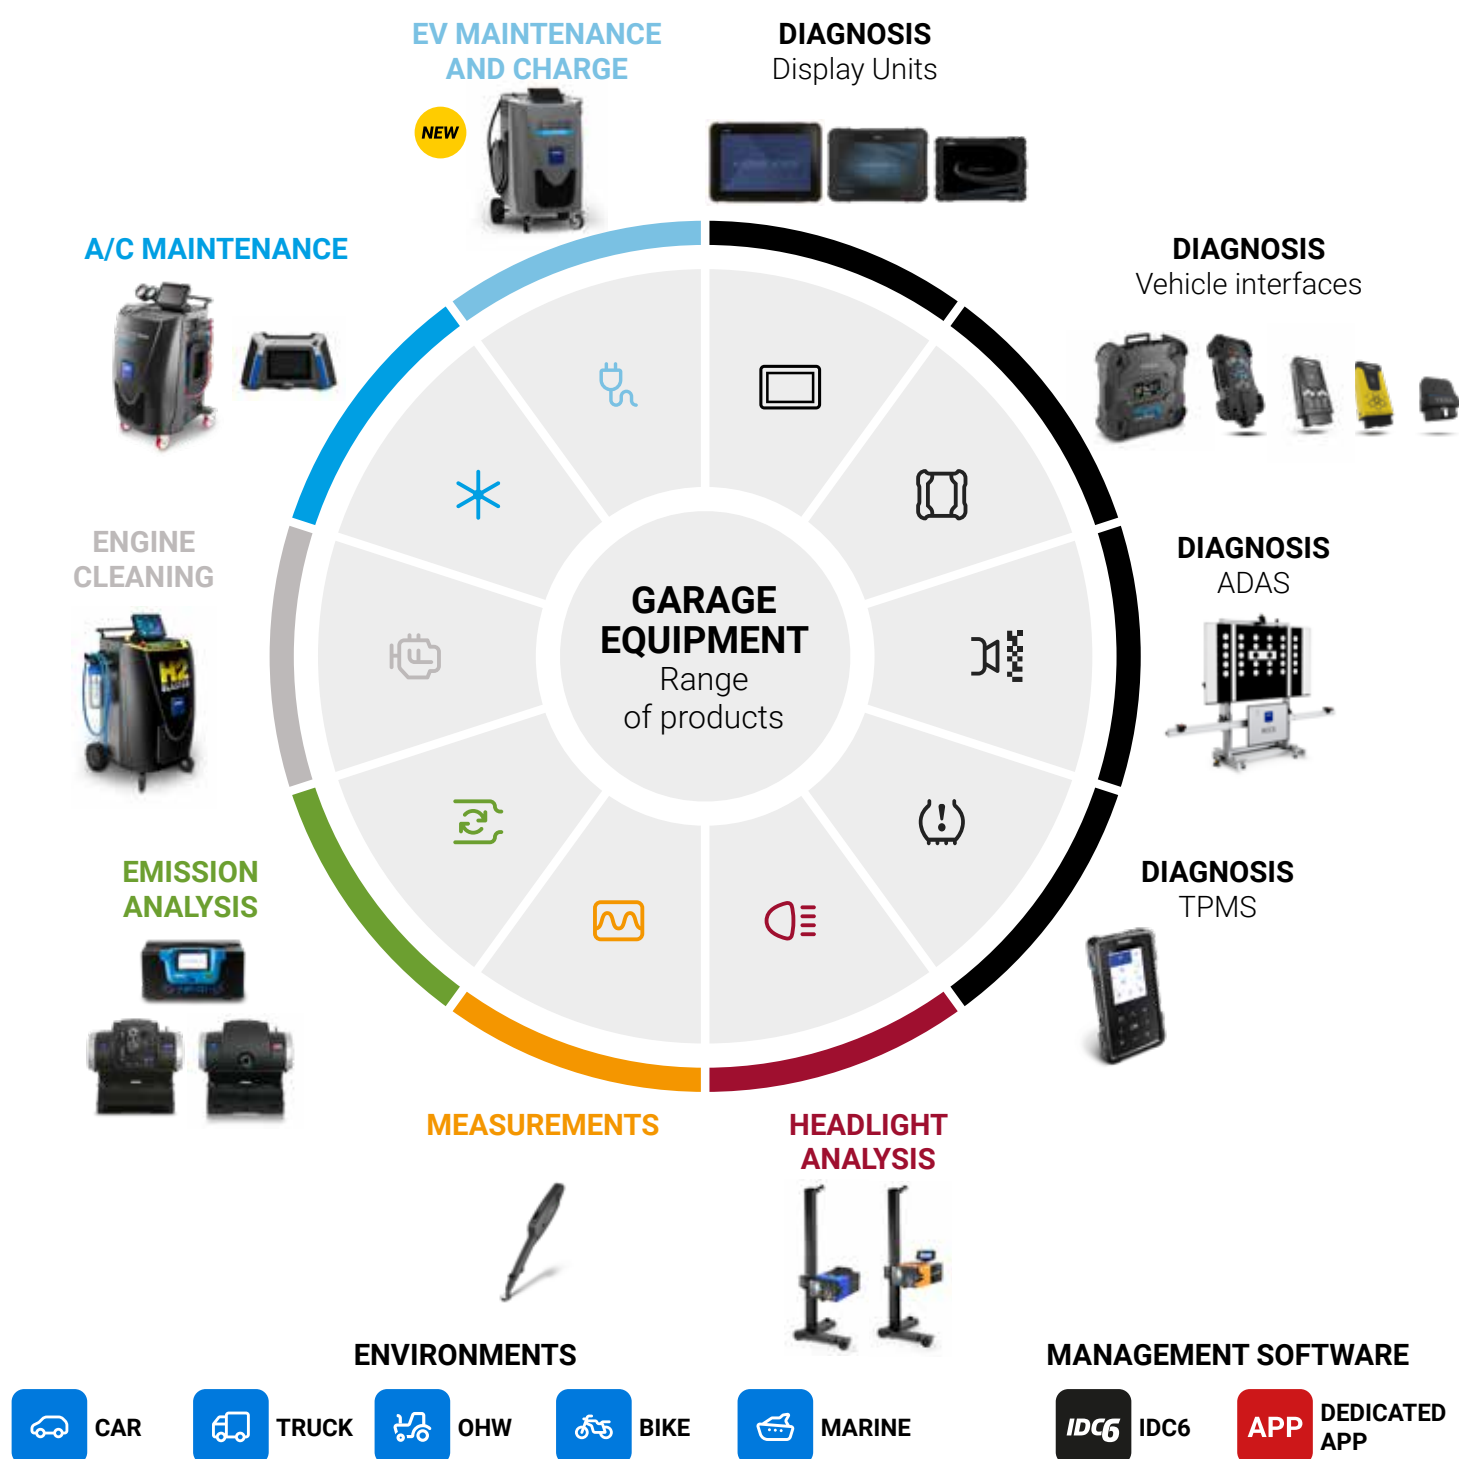 EV MAINTENANCE
AND CHARGE
NEW
DIAGNOSIS
Display Units
A/C MAINTENANCE
DIAGNOSIS
Vehicle interfaces
ENGINE
CLEANING
H2
DIAGNOSIS
ADAS
GARAGE
EQUIPMENT
Range
of products
EMISSION
ANALYSIS
DIAGNOSIS
TPMS
MEASUREMENTS
HEADLIGHT
ANALYSIS
ENVIRONMENTS
MANAGEMENT SOFTWARE
CAR
TRUCK
OHW
BIKE
MARINE
IDC6
IDC6
APP
DEDICATED
APP